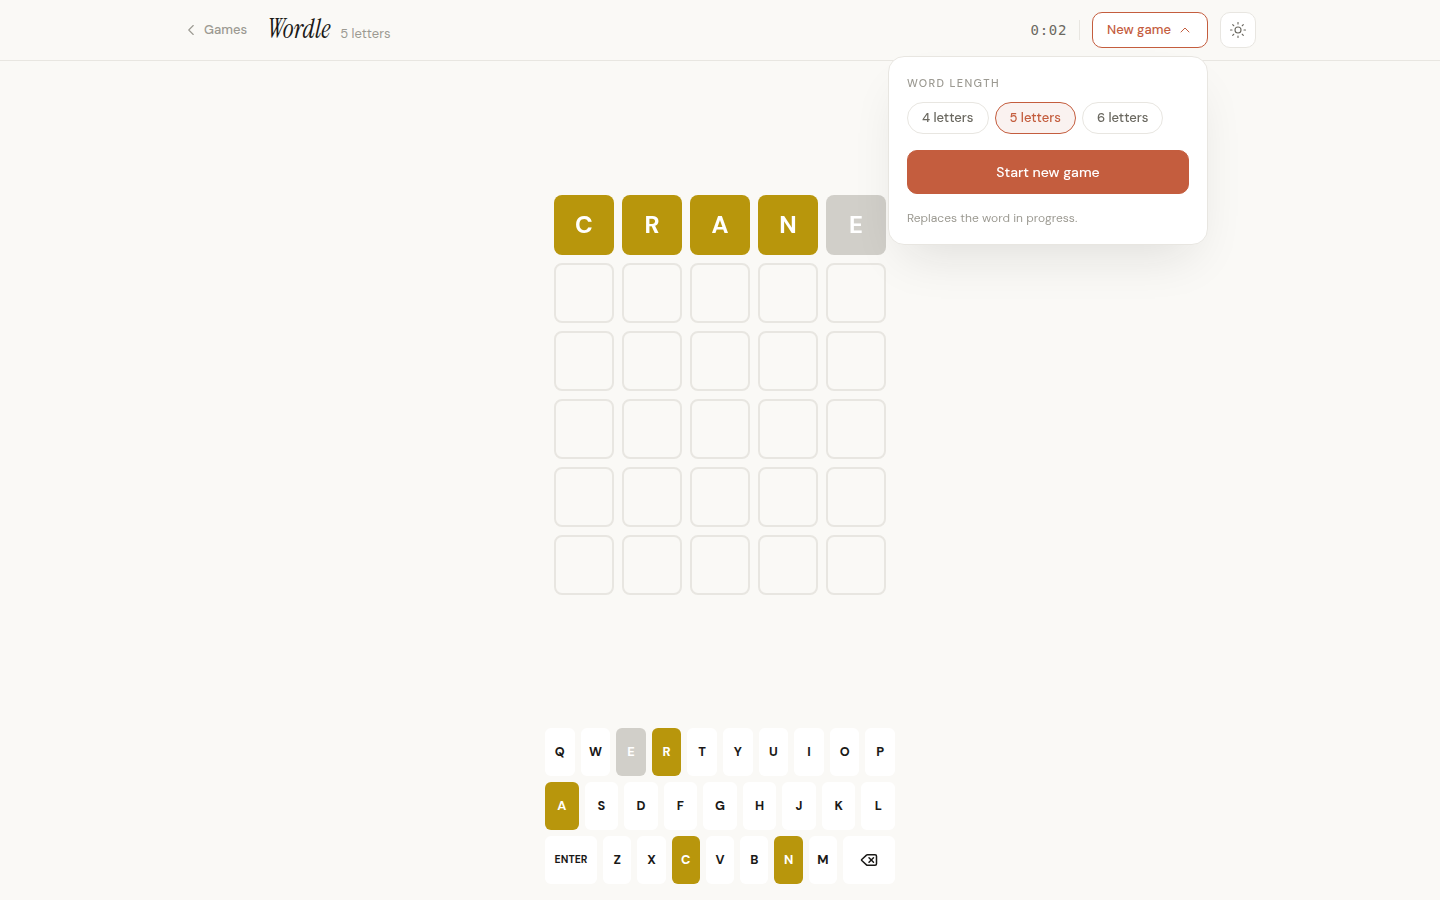 Games
Wordle 5 letters
0:02
New game
WORD LENGTH
4 letters 5 letters 6 letters
Start new game
Replaces the word in progress.
C R A N E
Q W E R T Y U I O P
A S D F G H J K L
ENTER Z X C V B N M